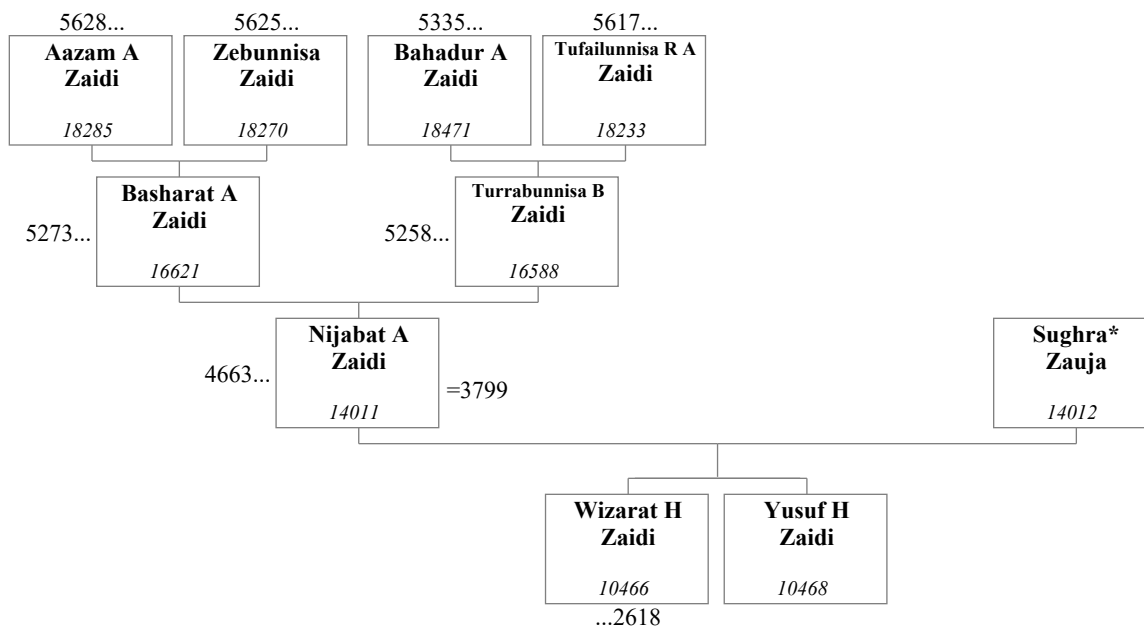 5628...
5625...
5335...
5617...
Aazam A
Zaidi
18285
Zebunnisa
Zaidi
18270
Bahadur A
Zaidi
18471
Tufailunnisa R A
Zaidi
18233
5273...
Basharat A
Zaidi
16621
5258...
Turrabunnisa B
Zaidi
16588
4663...
Nijabat A
Zaidi
14011
=3799
Sughra*
Zauja
14012
Wizarat H
Zaidi
10466
...2618
Yusuf H
Zaidi
10468